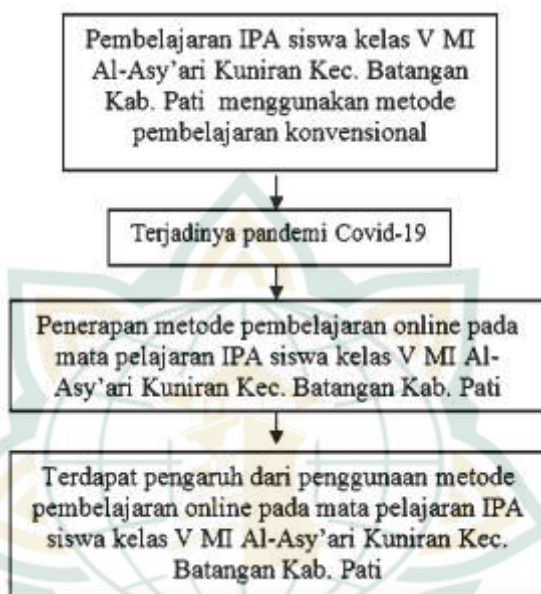 Pembelajaran IPA siswa kelas V MI
Al-Asy'ari Kuniran Kec. Batangan
Kab. Pati menggunakan metode
pembelajaran konvensional
Terjadinya pandemi Covid-19
Penerapan metode pembelajaran online pada
mata pelajaran IPA siswa kelas V MI Al-
Asy'ari Kuniran Kec. Batangan Kab. Pati
Terdapat pengaruh dari penggunaan metode
pembelajaran online pada mata pelajaran IPA
siswa kelas V MI Al-Asy'ari Kuniran Kec.
Batangan Kab. Pati